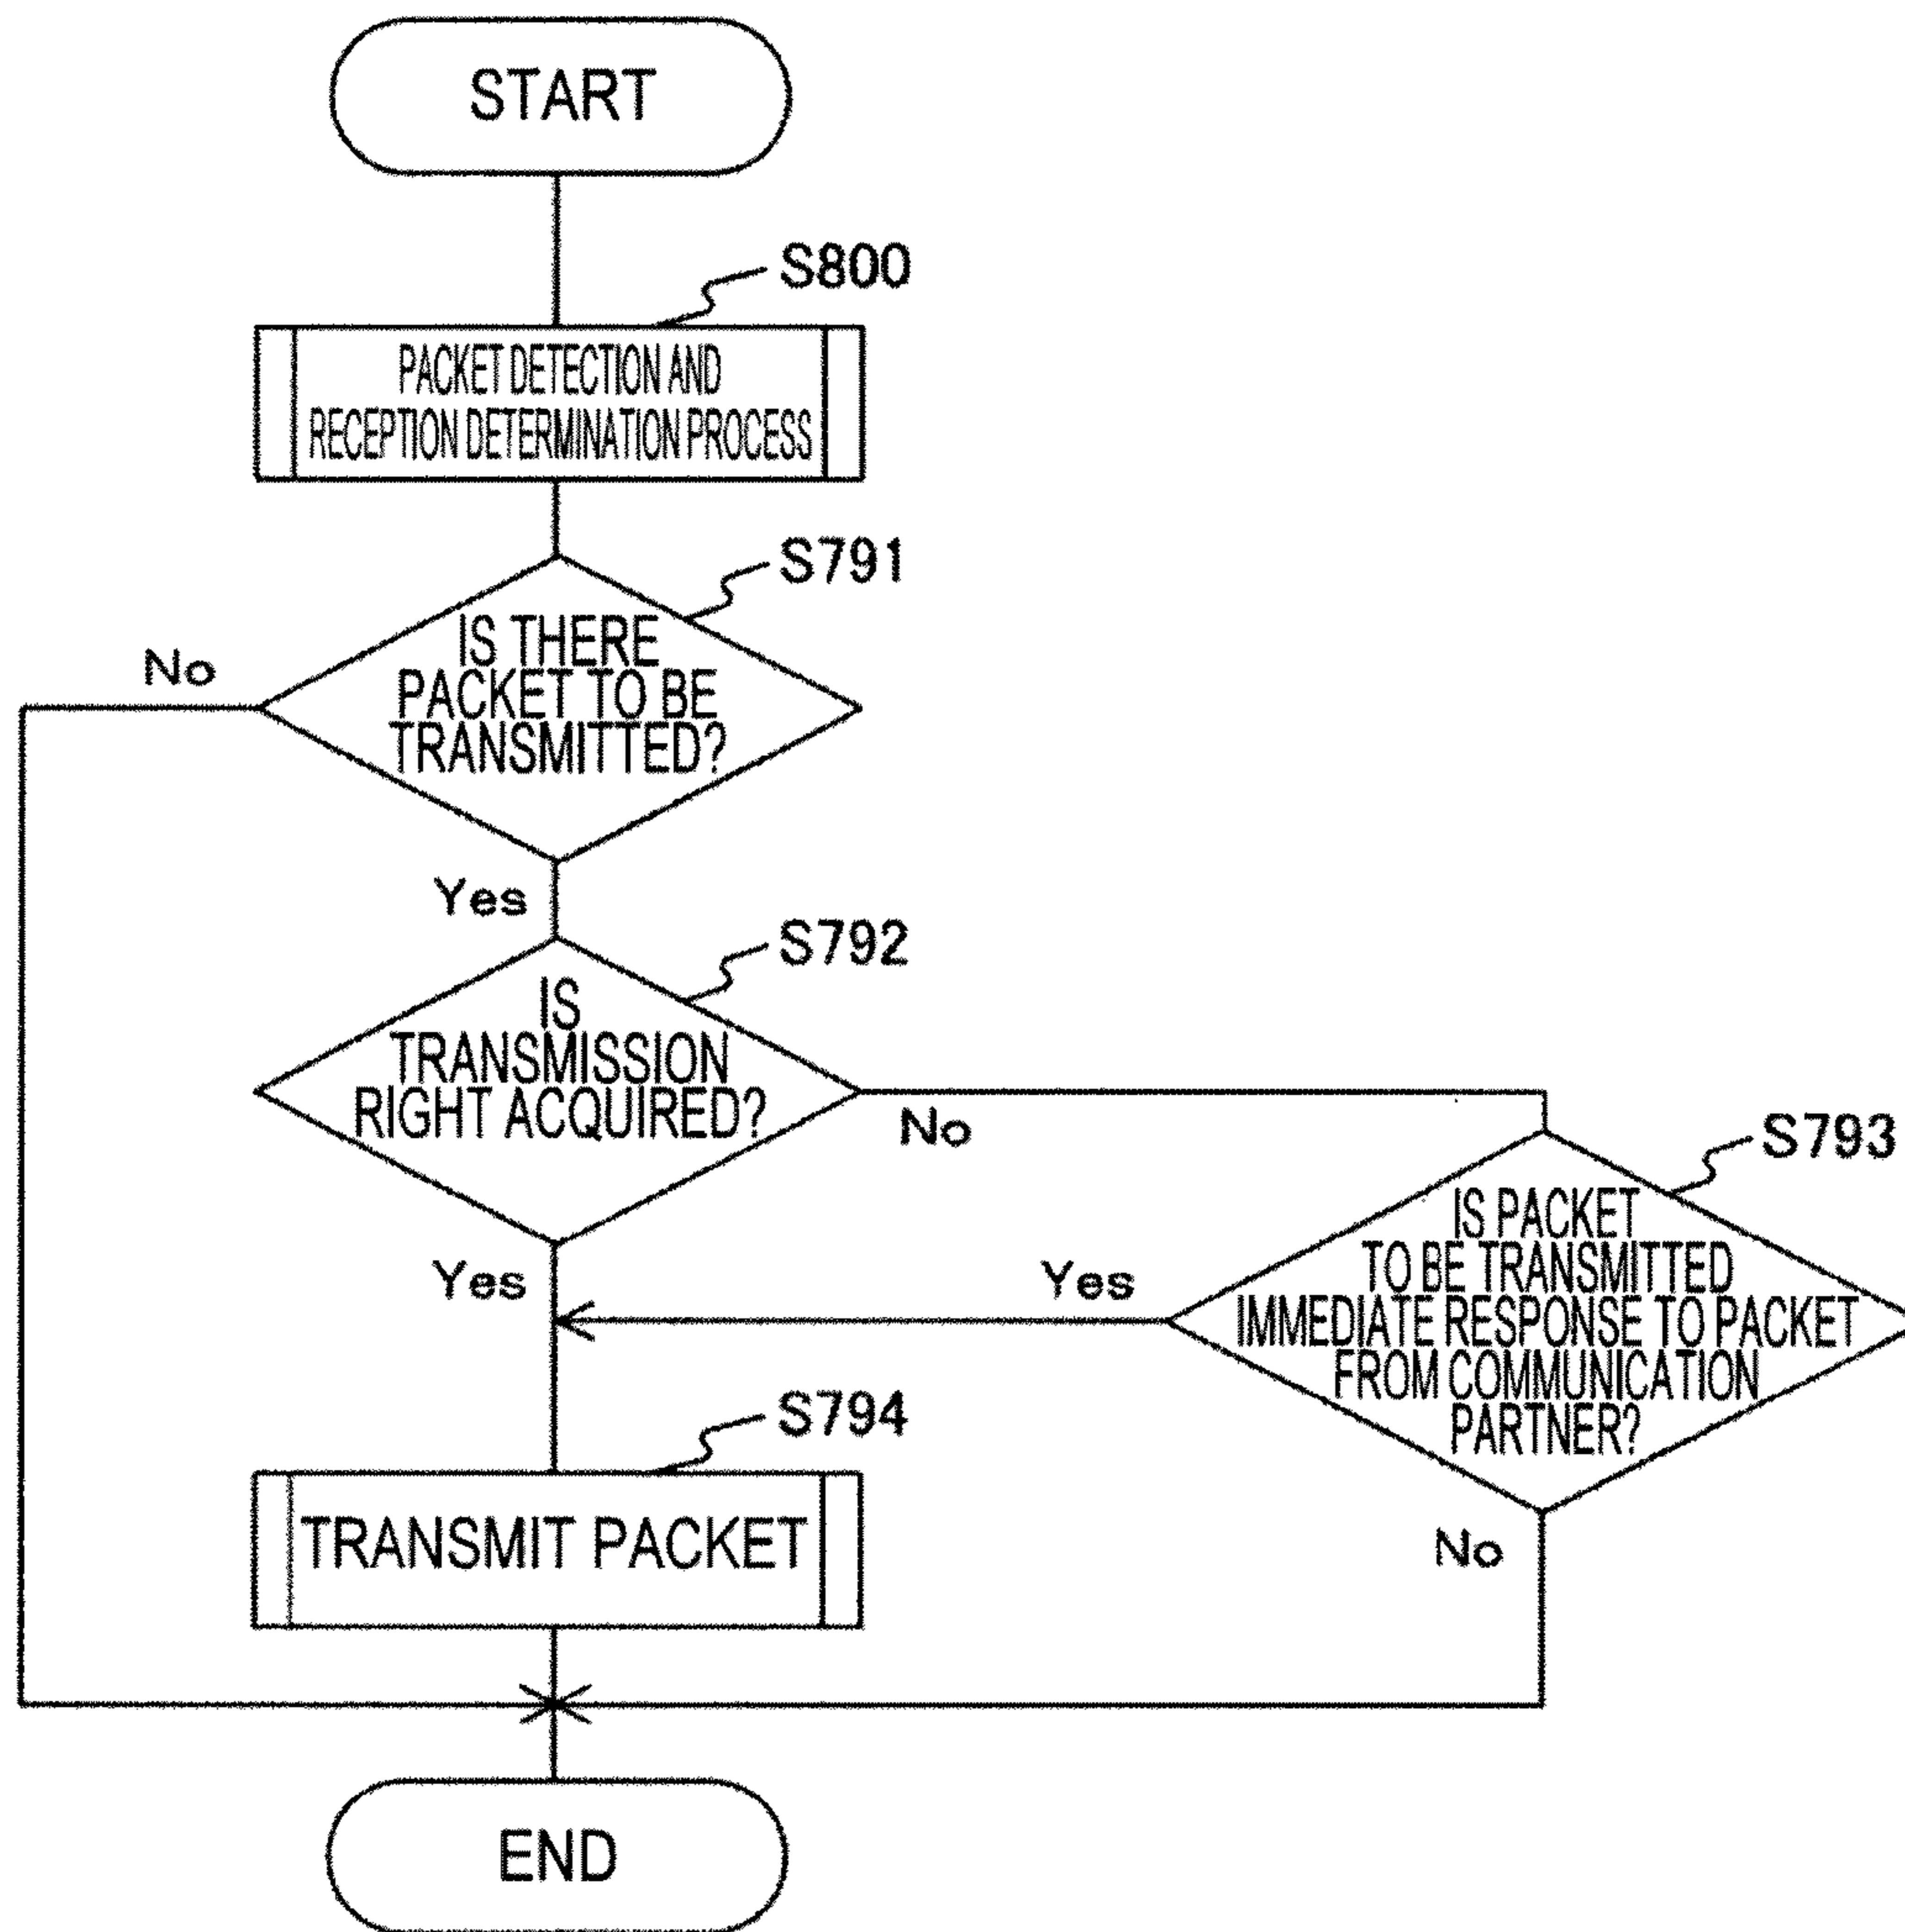 START
S800
PACKET DETECTION AND
RECEPTION DETERMINATION PROCESS
S791
IS THERE
PACKET TO BE
TRANSMITTED?
No
Yes
S792
IS
TRANSMISSION
RIGHT ACQUIRED?
No
Yes
S793
IS PACKET
TO BE TRANSMITTED
IMMEDIATE RESPONSE TO PACKET
FROM COMMUNICATION
PARTNER?
Yes
No
S794
TRANSMIT PACKET
END